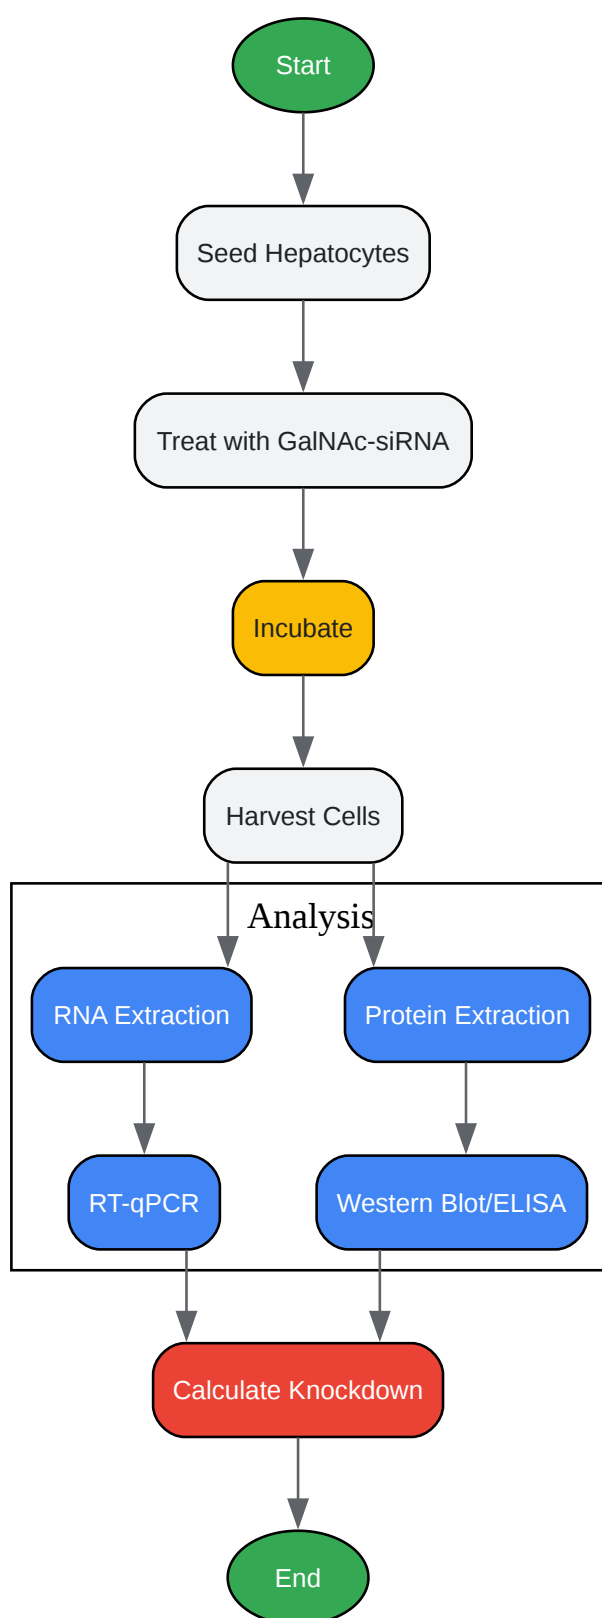 Start
Seed Hepatocytes
Treat with GalNAc-siRNA
Incubate
Harvest Cells
Analysis
RNA Extraction
Protein Extraction
RT-qPCR
Western Blot/ELISA
Calculate Knockdown
End